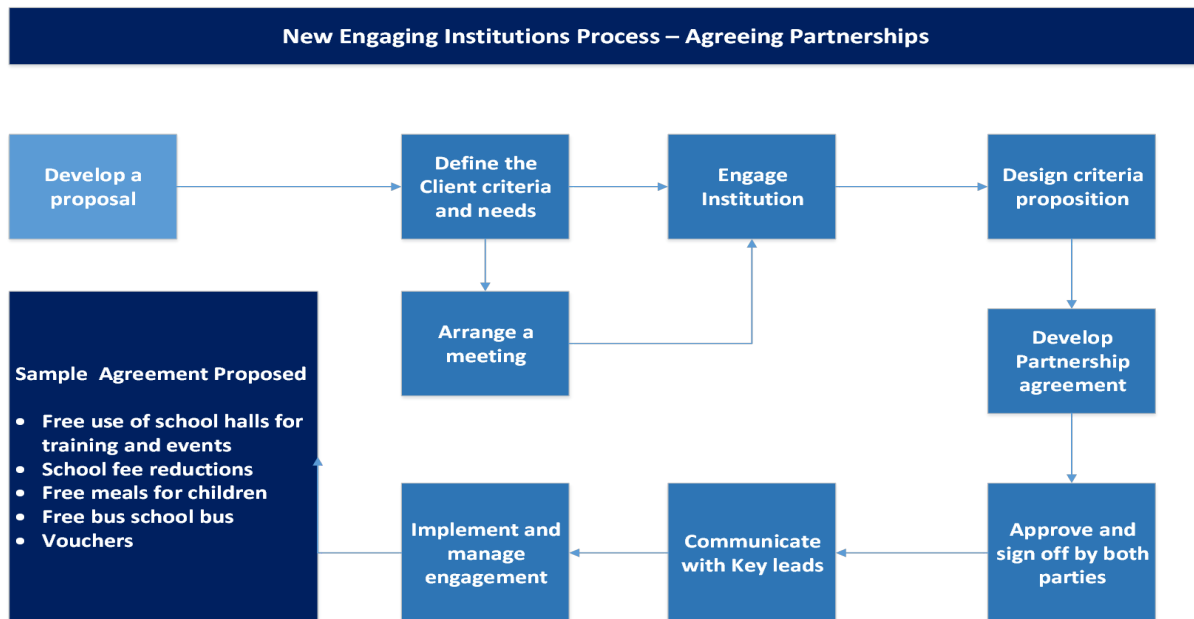 New Engaging Institutions Process – Agreeing Partnerships
Develop a
proposal
Define the
Client criteria
and needs
Engage
Institution
Design criteria
proposition
Arrange a
meeting
Develop
Partnership
agreement
Sample  Agreement Proposed
• Free use of school halls for
training and events
• School fee reductions
• Free meals for children
• Free bus school bus
• Vouchers
Implement and
manage
engagement
Communicate
with Key leads
Approve and
sign off by both
parties